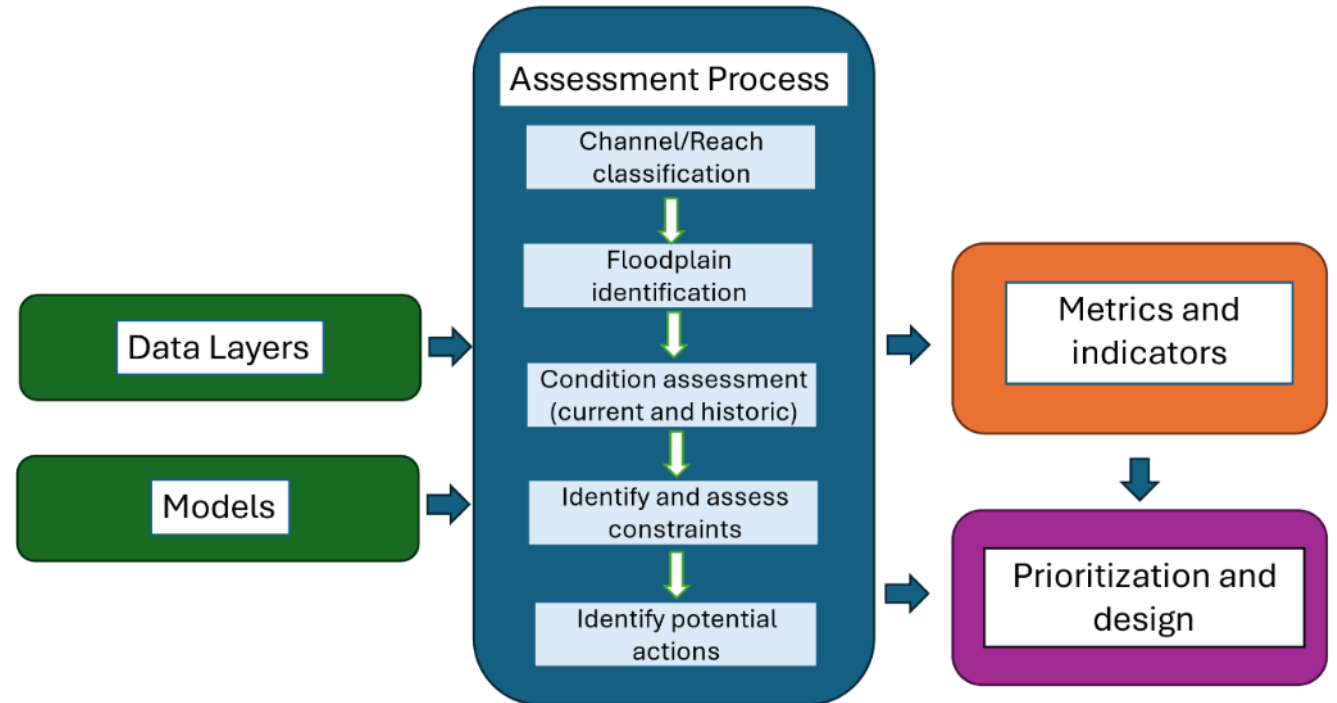 Assessment Process
Channel/Reach
classification
Floodplain
identification
Condition assessment
(current and historic)
Identify and assess
constraints
Identify potential
actions
Data Layers
Models
Metrics and
indicators
Prioritization and
design